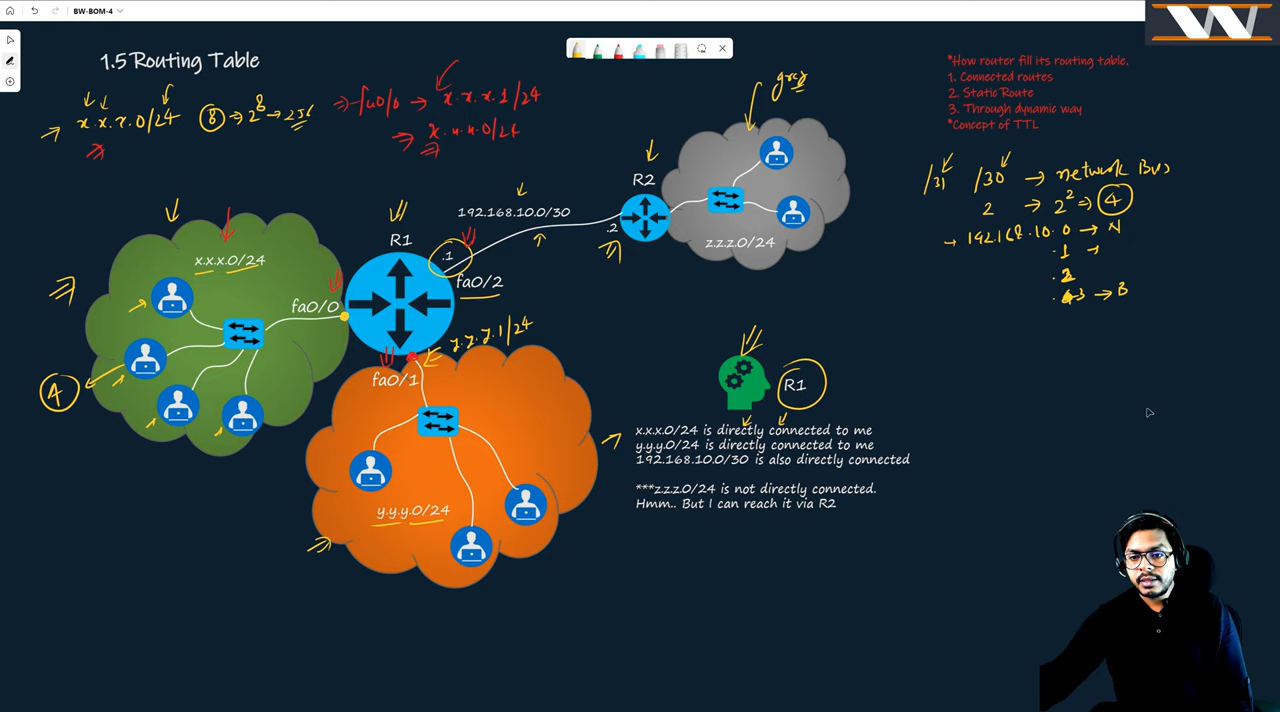 BW-BOM-4
W
1.5 Routing Table
x.x.x.0/24
8 → 2^8 → 256
⇒ fa0/0 → x.x.x.1/24
⇒ x.x.x.0/24
grey
*How router fill its routing table.
1. Connected routes
2. Static Route
3. Through dynamic way
*Concept of TTL
/31 /30 → network Bus
2 → 2² ⇒ 4
→ 192.168.10.0 → N
.1 →
.2
.3 → B
R2
192.168.10.0/30
.2
R1
.1
z.z.z.0/24
x.x.x.0/24
fa0/0
fa0/2
y.y.y.1/24
fa0/1
4
R1
x.x.x.0/24 is directly connected to me
y.y.y.0/24 is directly connected to me
192.168.10.0/30 is also directly connected
***z.z.z.0/24 is not directly connected.
Hmm.. But I can reach it via R2
y.y.y.0/24